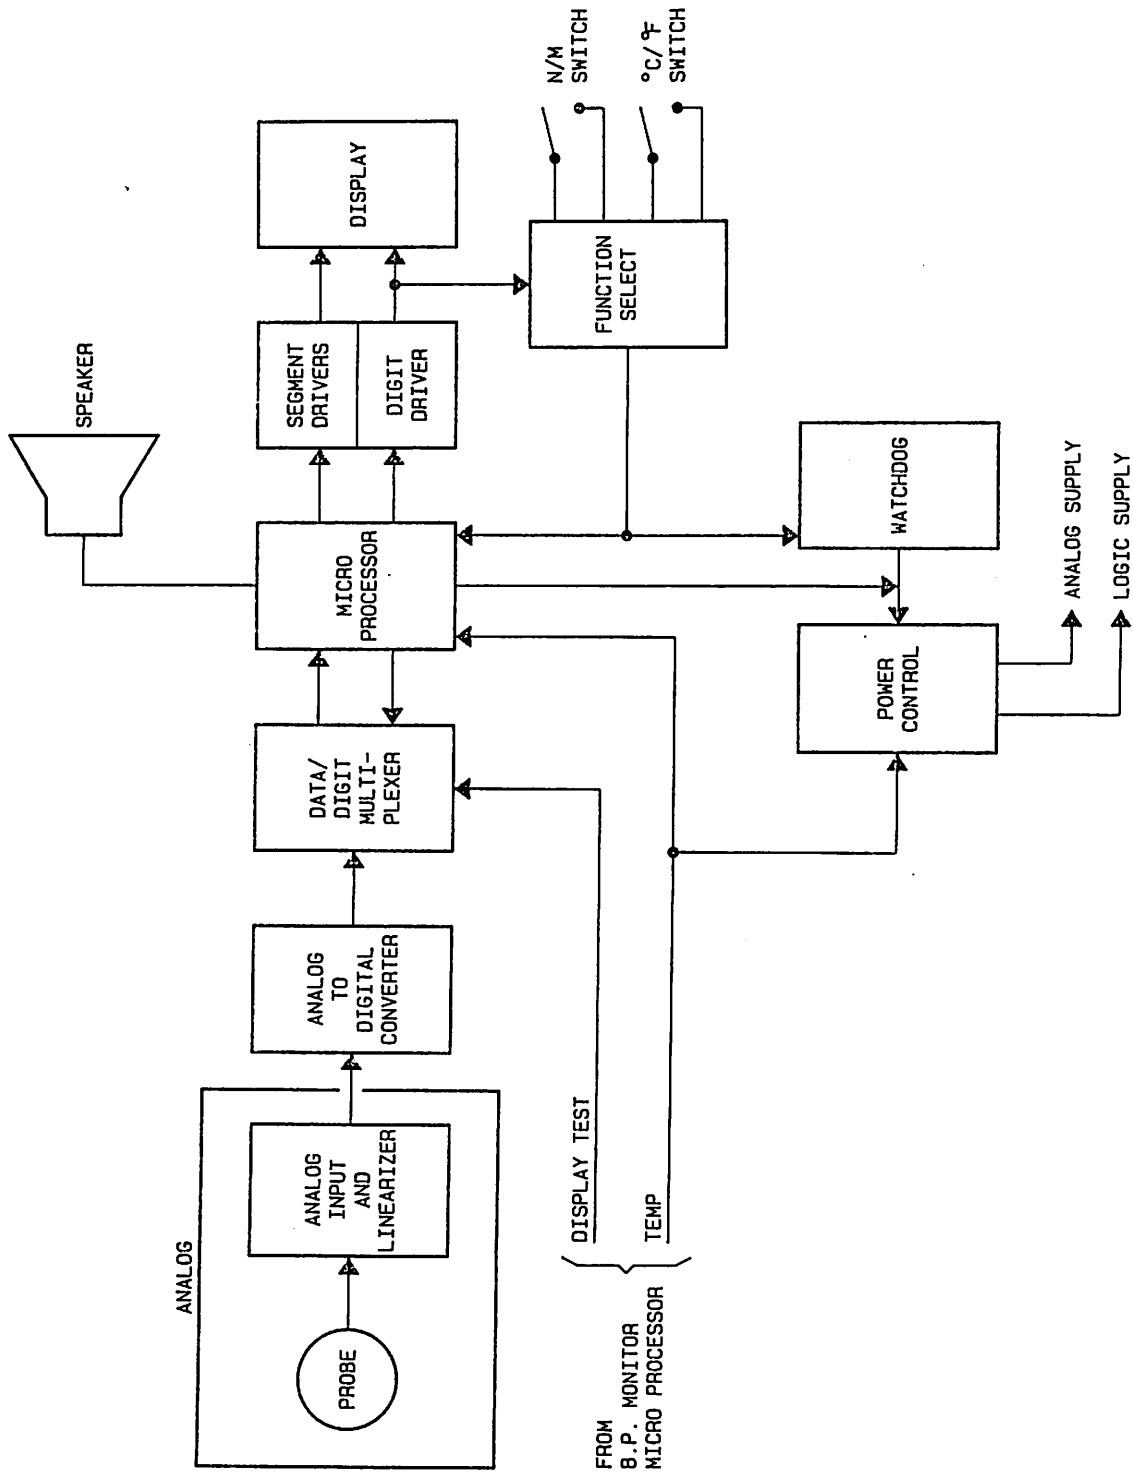 SPEAKER
ANALOG
PROBE
ANALOG
INPUT
AND
LINEARIZER
ANALOG
TO
DIGITAL
CONVERTER
DATA/
DIGIT
MULTI-
PLEXER
MICRO
PROCESSOR
SEGMENT
DRIVERS
DIGIT
DRIVER
DISPLAY
FROM
B.P. MONITOR
MICRO PROCESSOR
DISPLAY TEST
TEMP
FUNCTION
SELECT
N/M
SWITCH
°C/°F
SWITCH
POWER
CONTROL
WATCHDOG
ANALOG SUPPLY
LOGIC SUPPLY